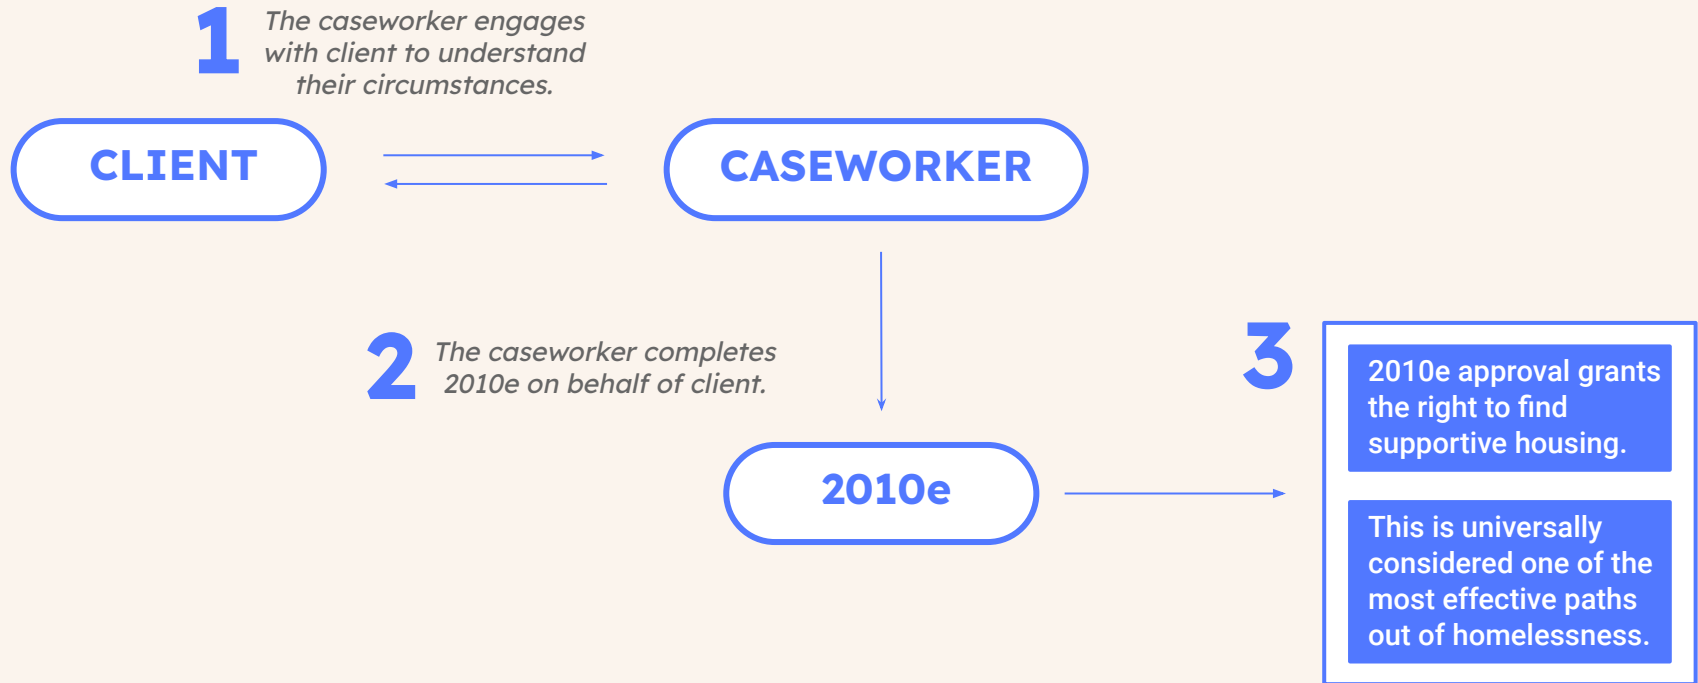 1
The caseworker engages
with client to understand
their circumstances.
CLIENT
CASEWORKER
2
The caseworker completes
2010e on behalf of client.
2010e
3
2010e approval grants
the right to find
supportive housing.
This is universally
considered one of the
most effective paths
out of homelessness.